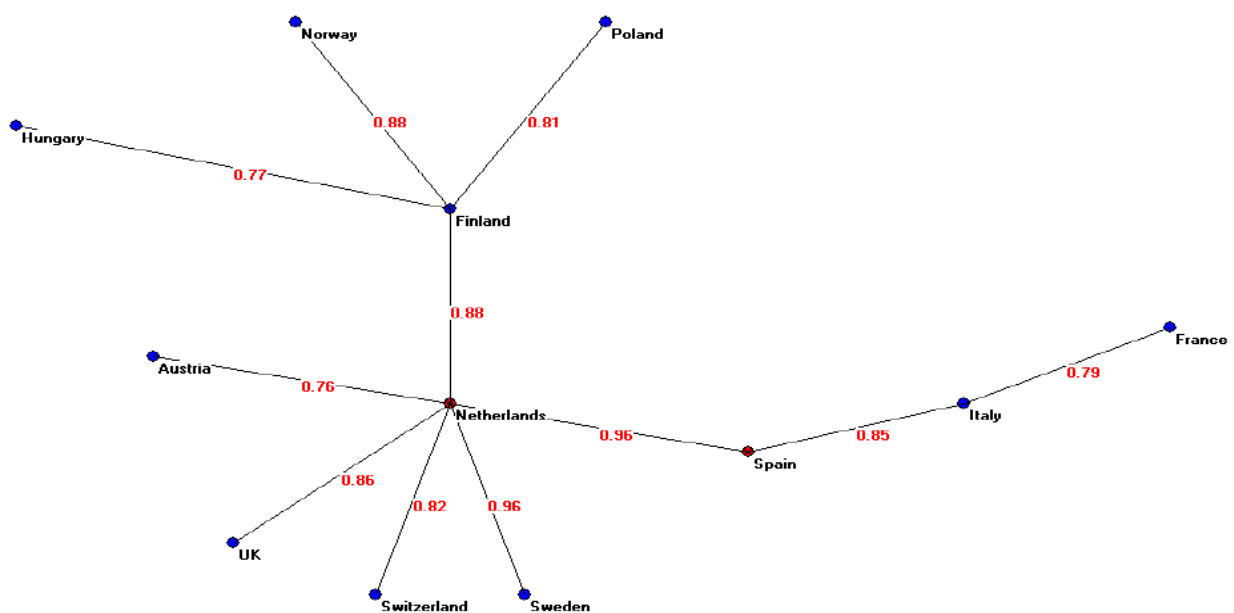 Norway
Poland
0.88
0.81
Hungary
0.77
Finland
0.88
France
Austria
0.79
0.76
Netherlands
Italy
0.96
0.85
Spain
0.86
0.82
0.96
UK
Switzerland
Sweden